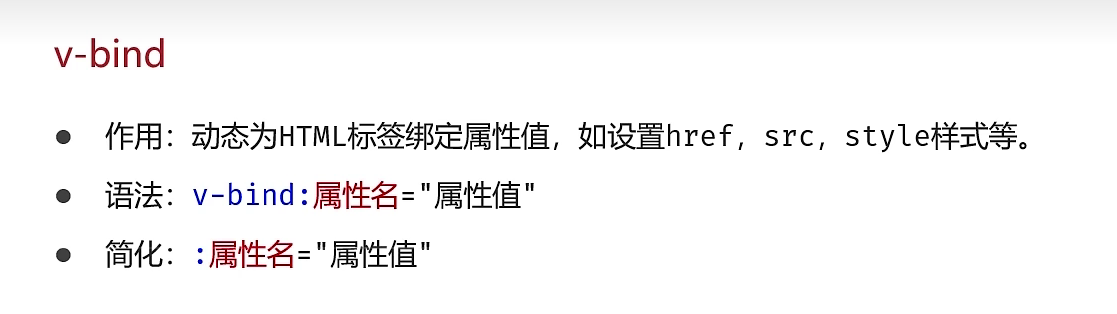 v-bind
● 作用：动态为HTML标签绑定属性值，如设置href，src，style样式等。
● 语法：v-bind:属性名="属性值"
● 简化：:属性名="属性值"